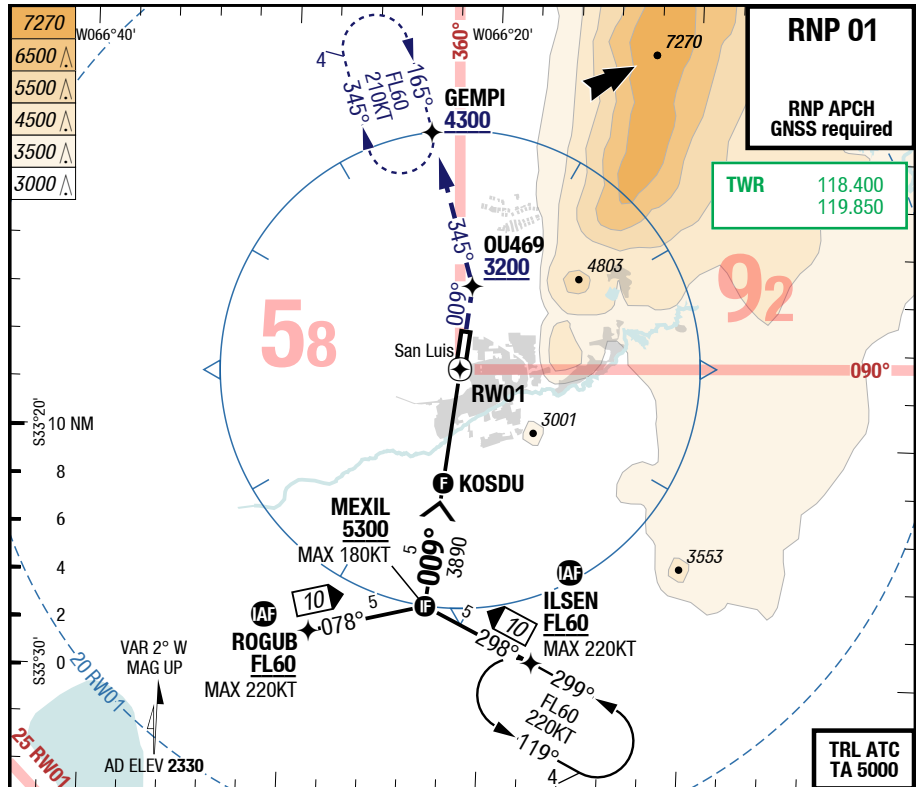 7270
6500
5500
4500
3500
3000
W066°40'
W066°20'
360°
7270
RNP 01
RNP APCH
GNSS required
TWR 118.400
119.850
4
165°
FL60
210KT
345°
GEMPI
4300
345°
OU469
3200
4803
009°
58
92
San Luis
RW01
090°
S33°20'
10 NM
8
6
4
2
0
S33°30'
3001
KOSDU
F
MEXIL
5300
MAX 180KT
5
009°
3890
3553
IAF
ILSEN
FL60
MAX 220KT
IAF
ROGUB
FL60
MAX 220KT
10
5
078°
IF
5
10
298°
299°
FL60
220KT
119°
4
VAR 2° W
MAG UP
20 RW01
25 RW01
AD ELEV 2330
TRL ATC
TA 5000